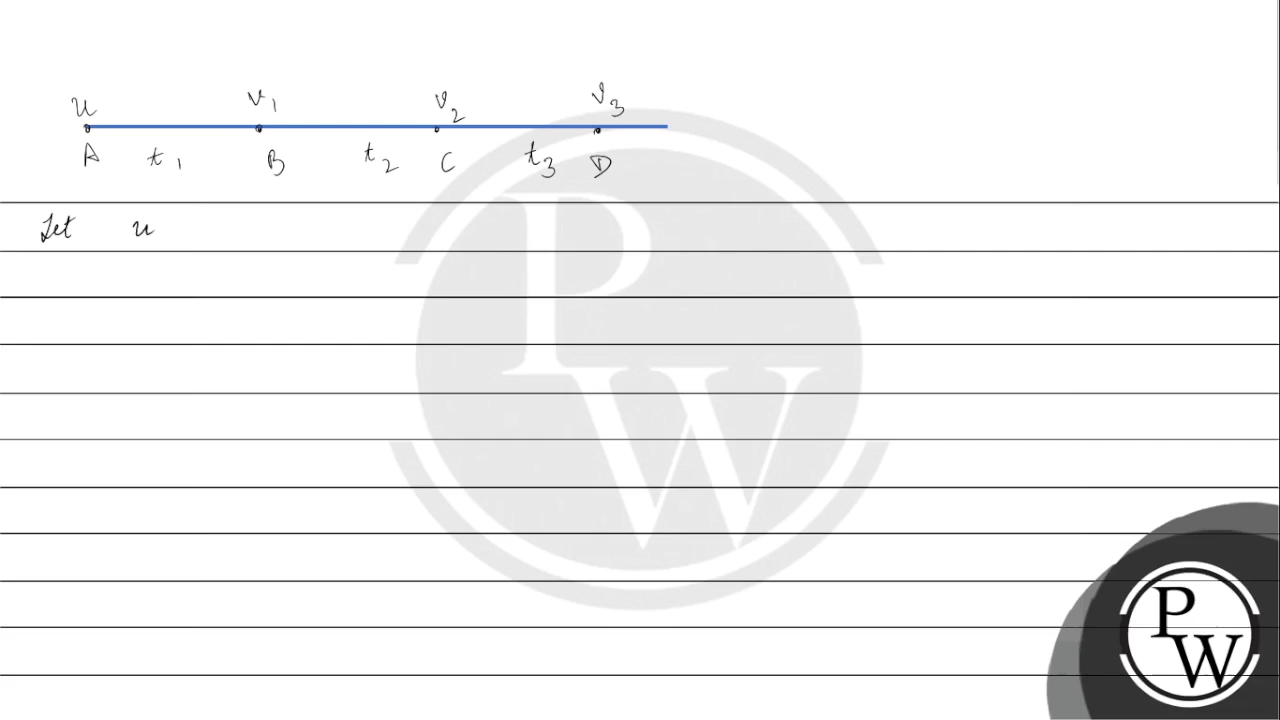 u v₁ v₂ v₃
A t₁ B t₂ C t₃ D
Let u
P
W
P
W